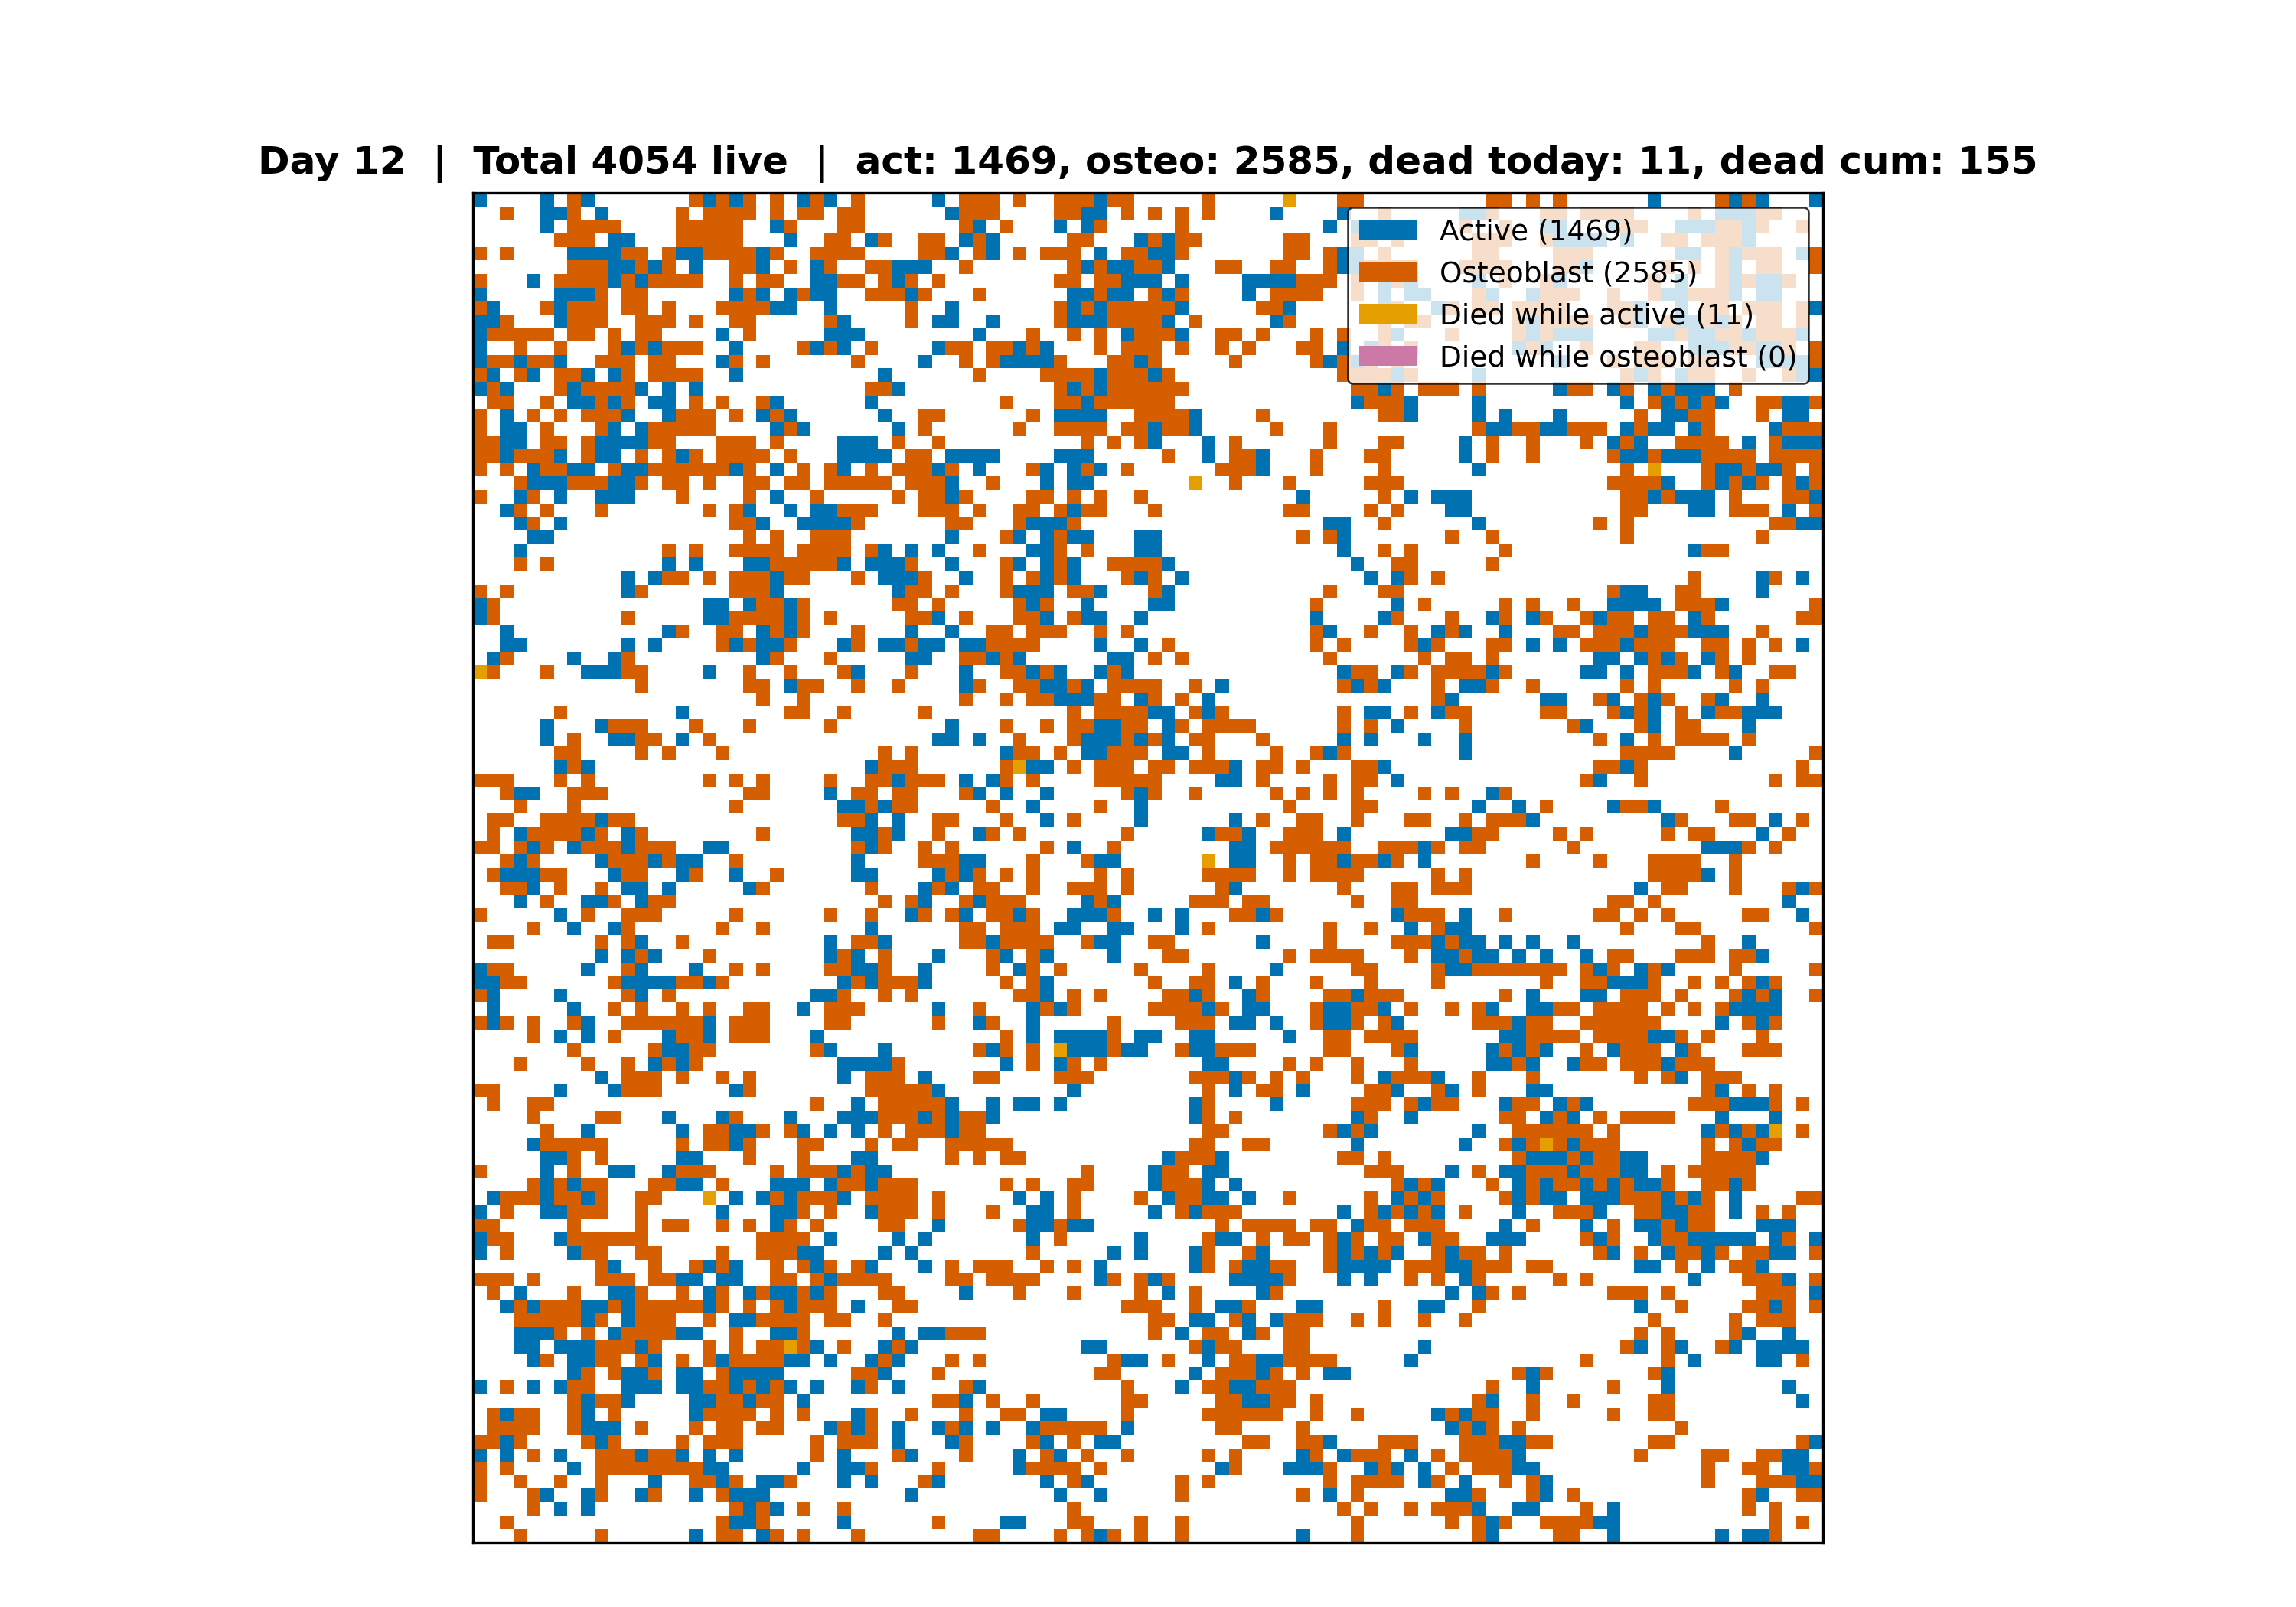 Day 12 | Total 4054 live | act: 1469, osteo: 2585, dead today: 11, dead cum: 155
Active (1469)
Osteoblast (2585)
Died while active (11)
Died while osteoblast (0)